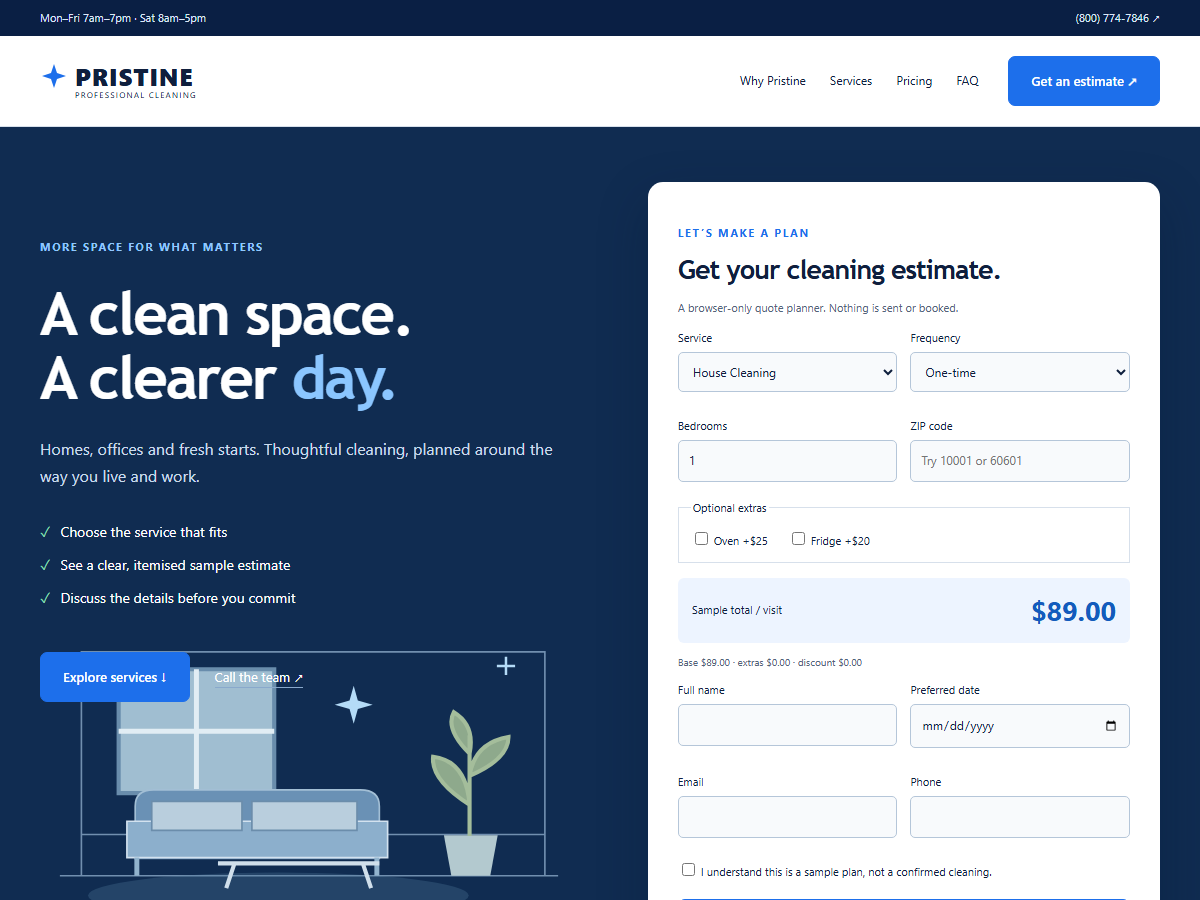 Mon–Fri 7am–7pm · Sat 8am–5pm
(800) 774-7846 ↗
PRISTINE
PROFESSIONAL CLEANING
Why Pristine
Services
Pricing
FAQ
Get an estimate ↗
MORE SPACE FOR WHAT MATTERS
A clean space.
A clearer day.
Homes, offices and fresh starts. Thoughtful cleaning, planned around the
way you live and work.
✓ Choose the service that fits
✓ See a clear, itemised sample estimate
✓ Discuss the details before you commit
Explore services ↓
Call the team ↗
LET'S MAKE A PLAN
Get your cleaning estimate.
A browser-only quote planner. Nothing is sent or booked.
Service
Frequency
House Cleaning
One-time
Bedrooms
ZIP code
1
Try 10001 or 60601
Optional extras
Oven +$25
Fridge +$20
Sample total / visit
$89.00
Base $89.00 · extras $0.00 · discount $0.00
Full name
Preferred date
mm/dd/yyyy
Email
Phone
I understand this is a sample plan, not a confirmed cleaning.